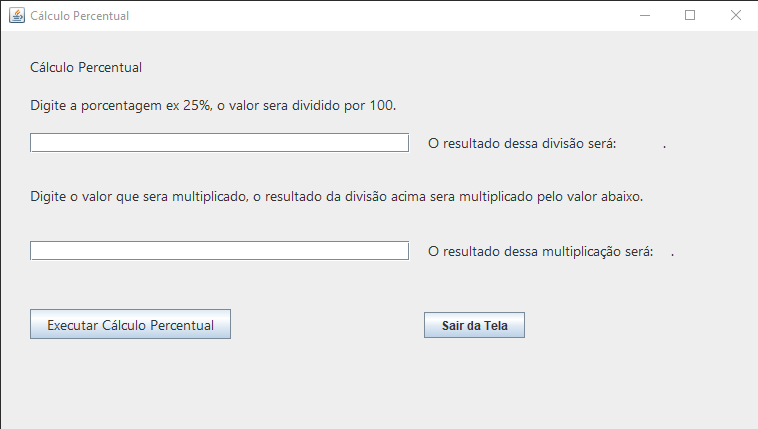 Cálculo Percentual
Cálculo Percentual
Digite a porcentagem ex 25%, o valor sera dividido por 100.
O resultado dessa divisão será: .
Digite o valor que sera multiplicado, o resultado da divisão acima sera multiplicado pelo valor abaixo.
O resultado dessa multiplicação será: .
Executar Cálculo Percentual
Sair da Tela